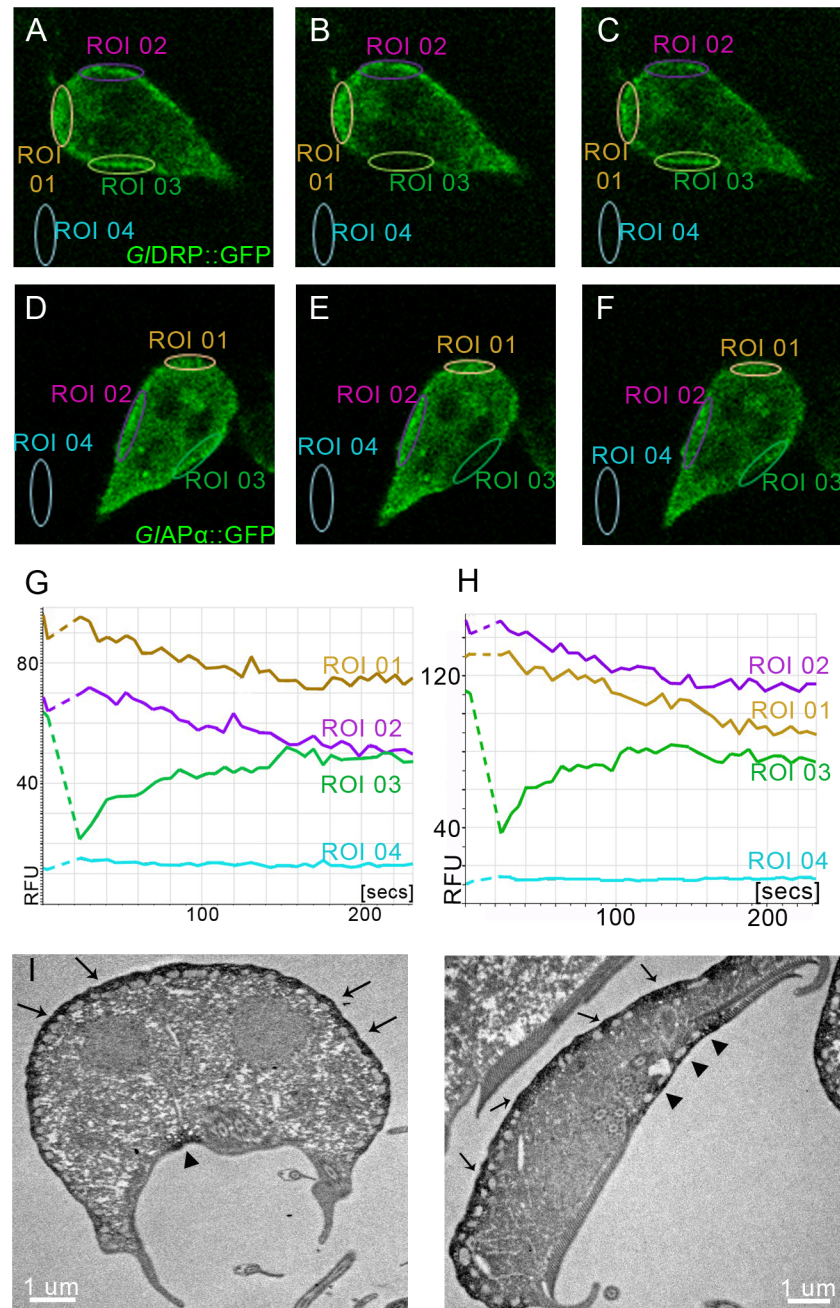 A
ROI 02
ROI
01
ROI 03
ROI 04
GlDRP::GFP
B
ROI 02
ROI
01
ROI 03
ROI 04
C
ROI 02
ROI
01
ROI 03
ROI 04
D
ROI 01
ROI 02
ROI 04
ROI 03
GlAPα::GFP
E
ROI 01
ROI 02
ROI 04
ROI 03
F
ROI 01
ROI 02
ROI 04
ROI 03
G
80
40
RFU
ROI 01
ROI 02
ROI 03
ROI 04
[secs]
100
200
H
120
40
RFU
ROI 02
ROI 01
ROI 03
ROI 04
[secs]
100
200
I
1 um
1 um